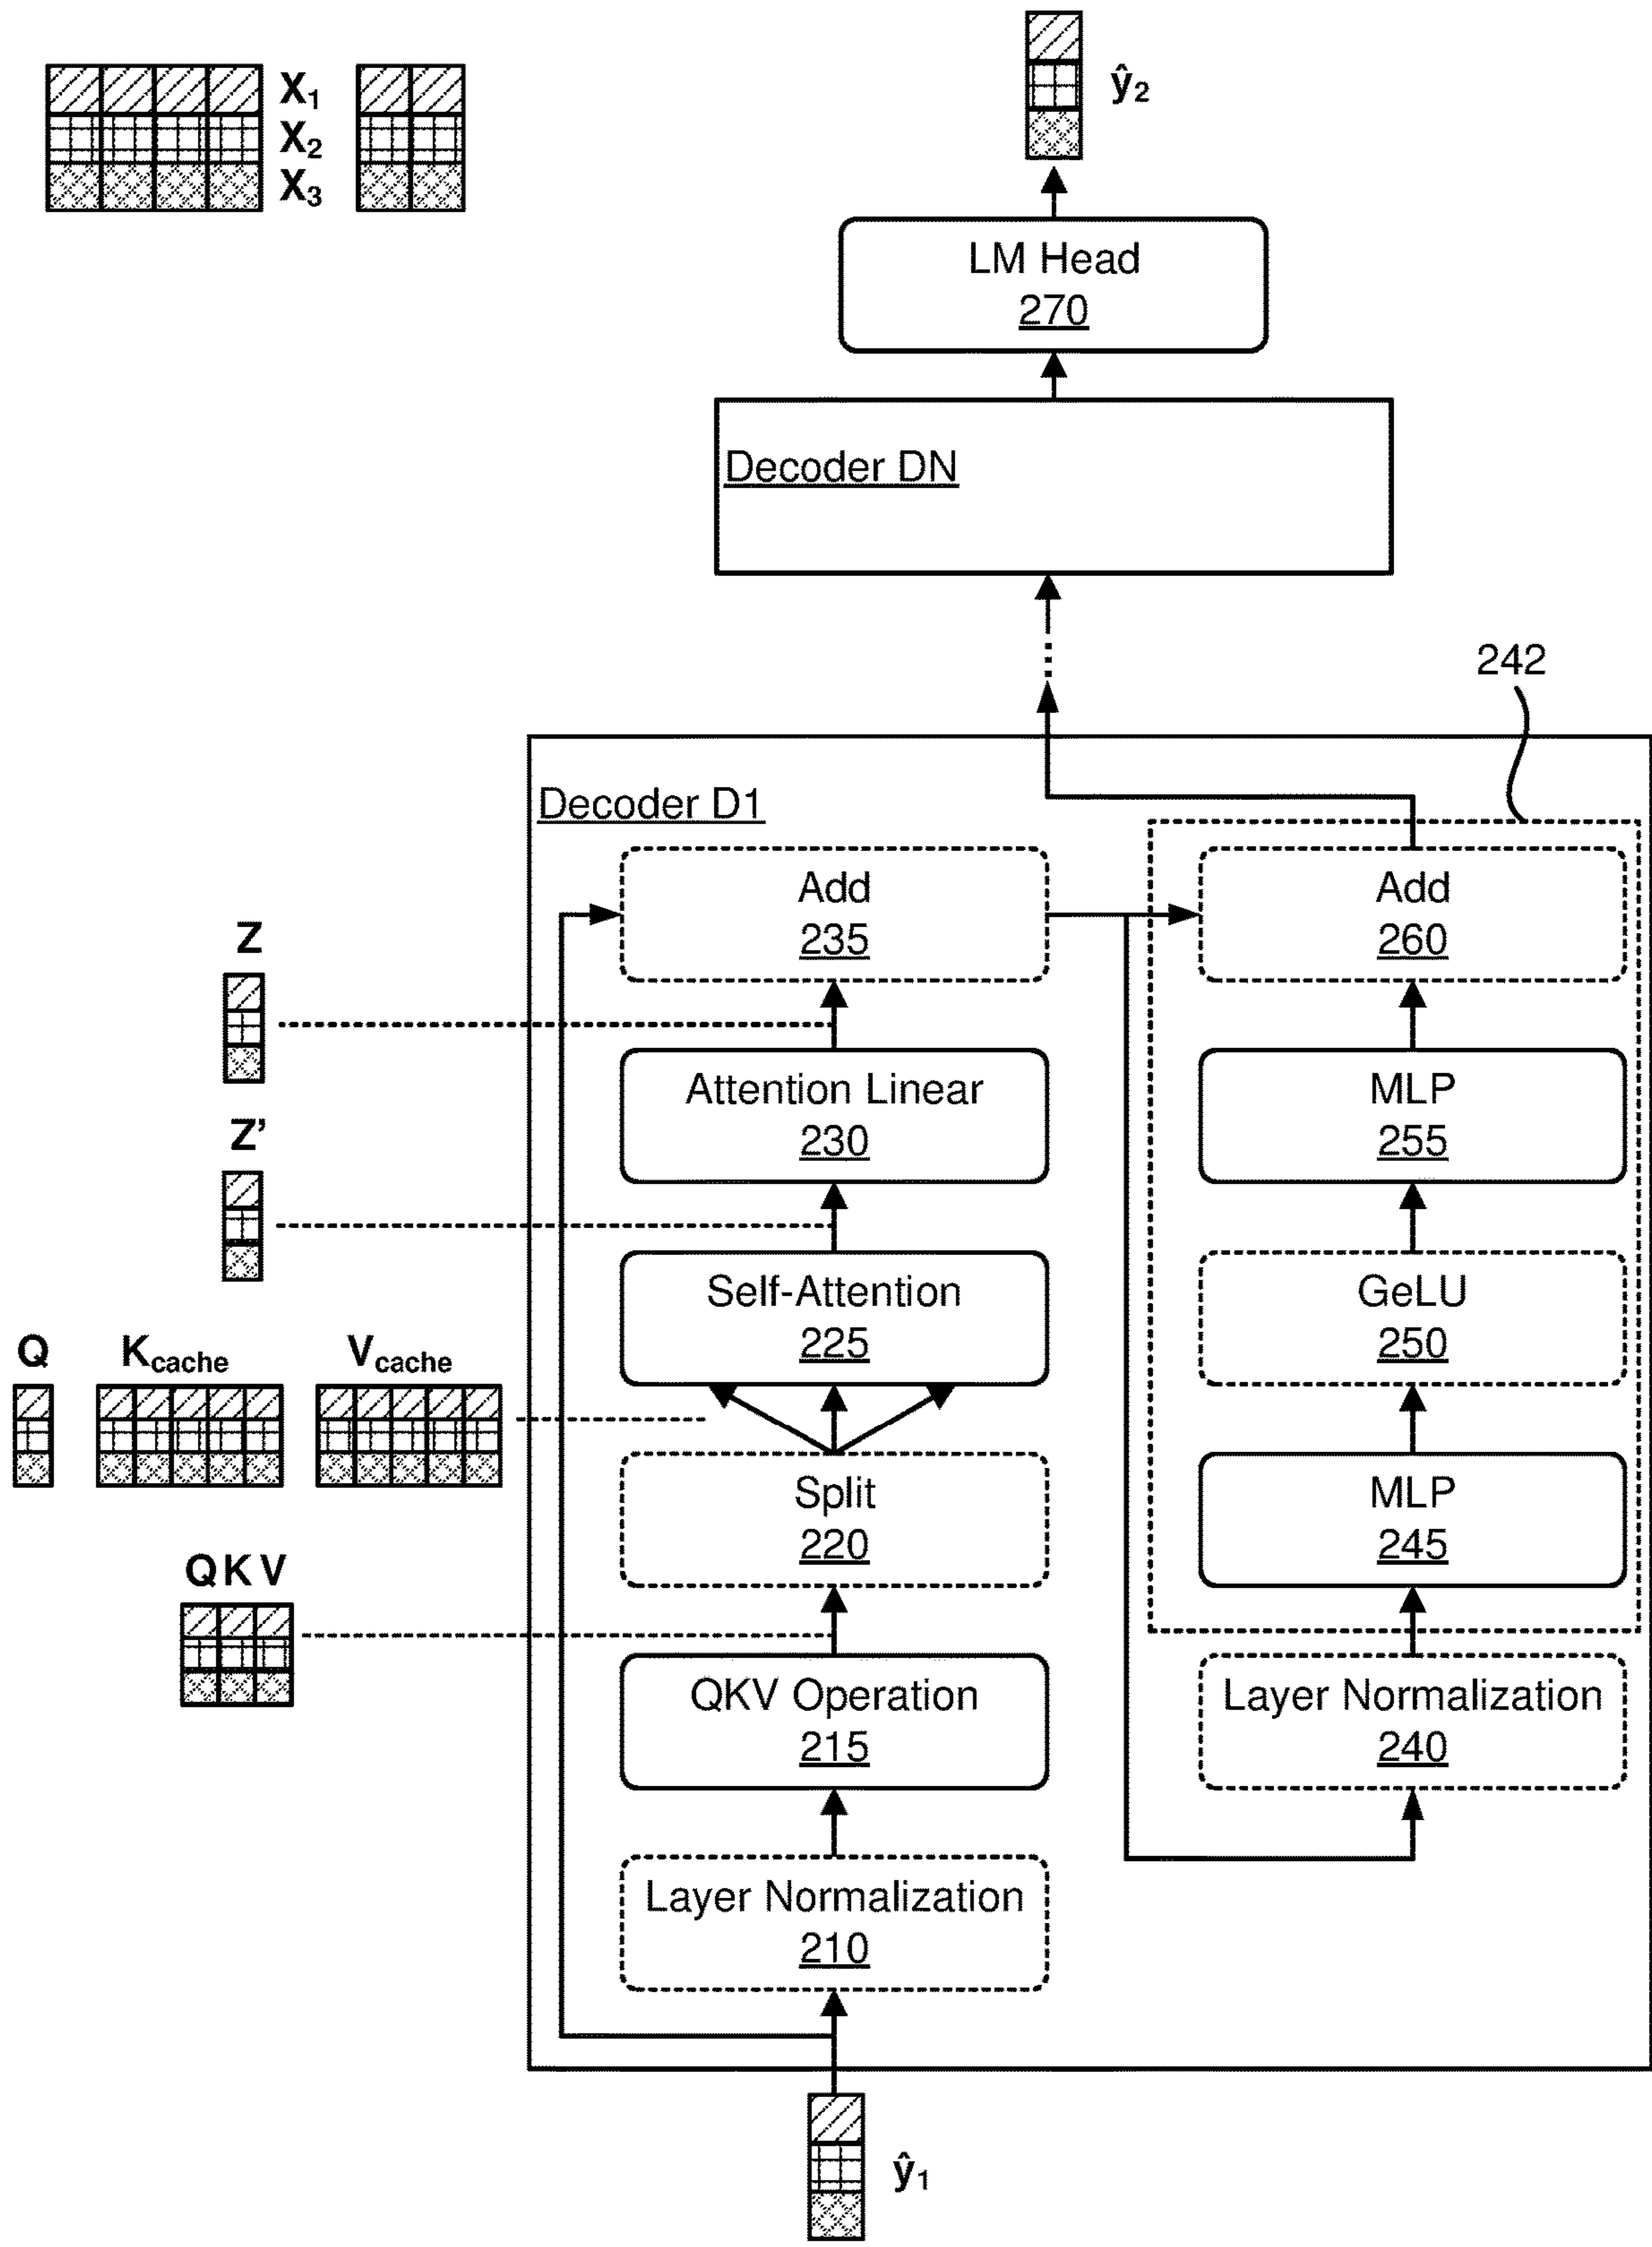 X1
X2
X3
ŷ2
LM Head
270
Decoder DN
242
Decoder D1
Add
235
Add
260
Z
Attention Linear
230
MLP
255
Z'
Self-Attention
225
GeLU
250
Q
Kcache
Vcache
Split
220
MLP
245
Q K V
QKV Operation
215
Layer Normalization
240
Layer Normalization
210
ŷ1